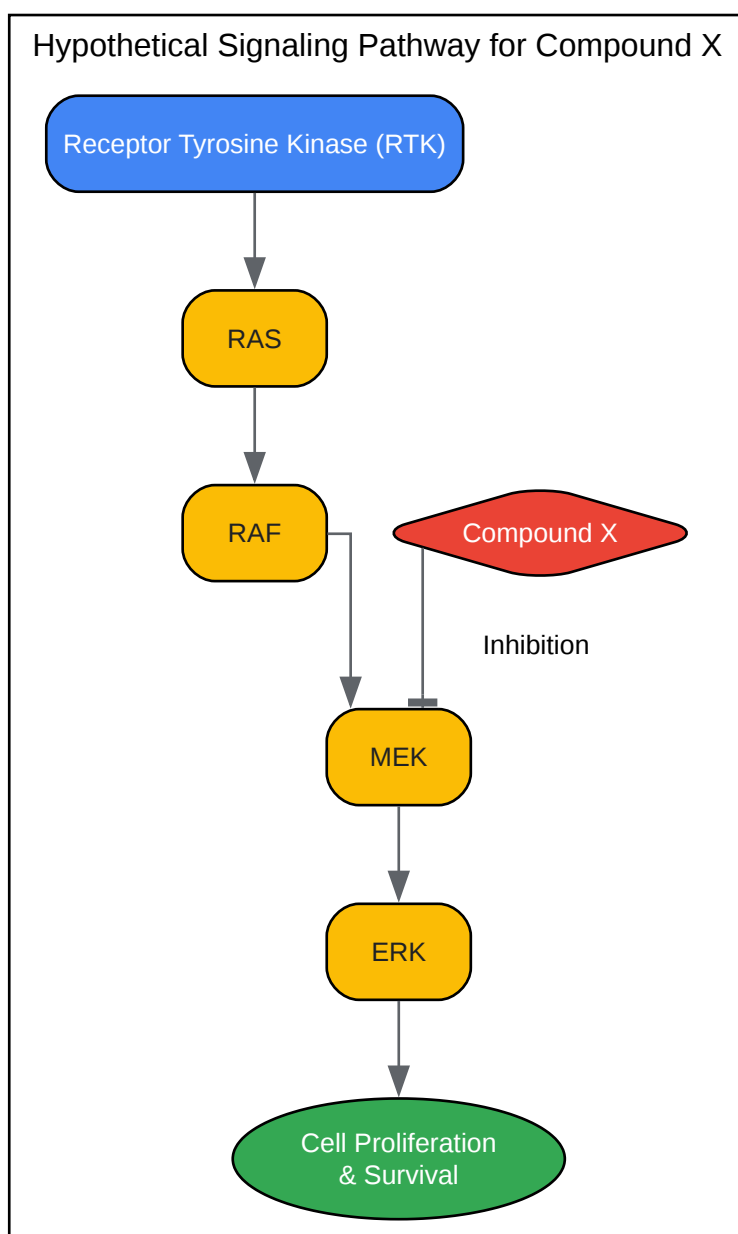 Hypothetical Signaling Pathway for Compound X
Receptor Tyrosine Kinase (RTK)
RAS
RAF
Compound X
Inhibition
MEK
ERK
Cell Proliferation
& Survival